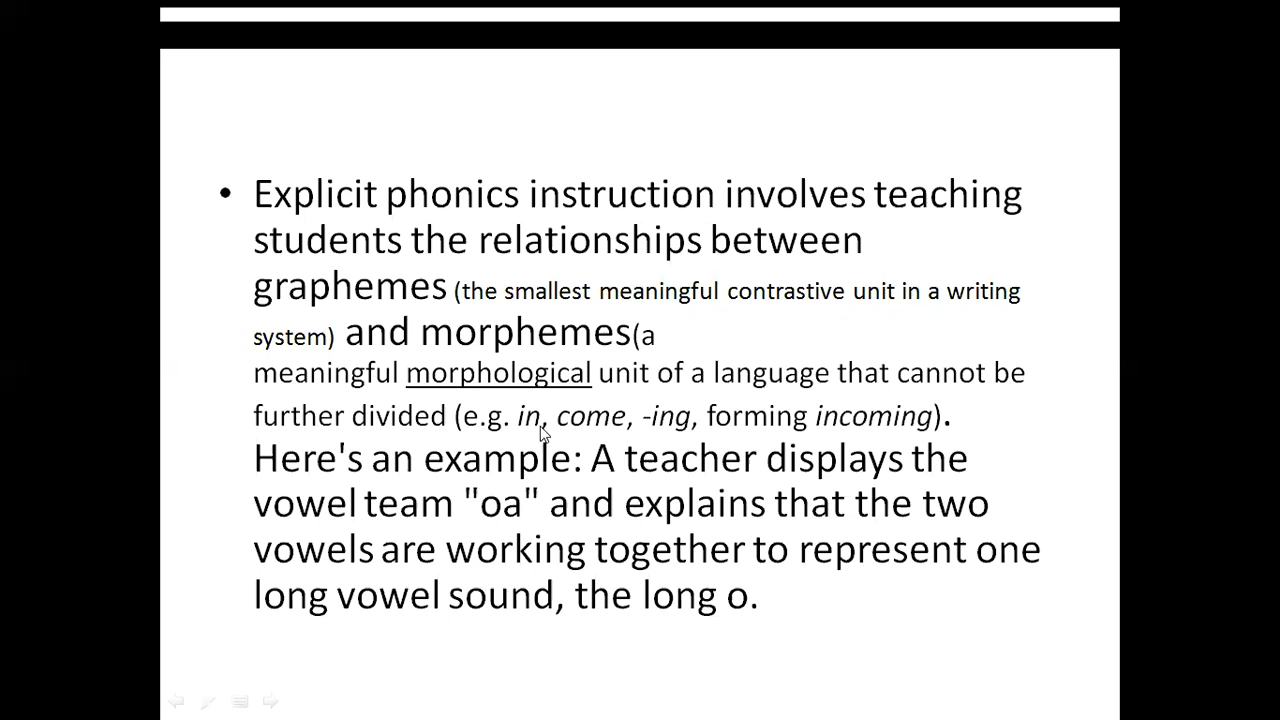 • Explicit phonics instruction involves teaching
students the relationships between
graphemes (the smallest meaningful contrastive unit in a writing
system) and morphemes(a
meaningful morphological unit of a language that cannot be
further divided (e.g. in, come, -ing, forming incoming).
Here's an example: A teacher displays the
vowel team "oa" and explains that the two
vowels are working together to represent one
long vowel sound, the long o.